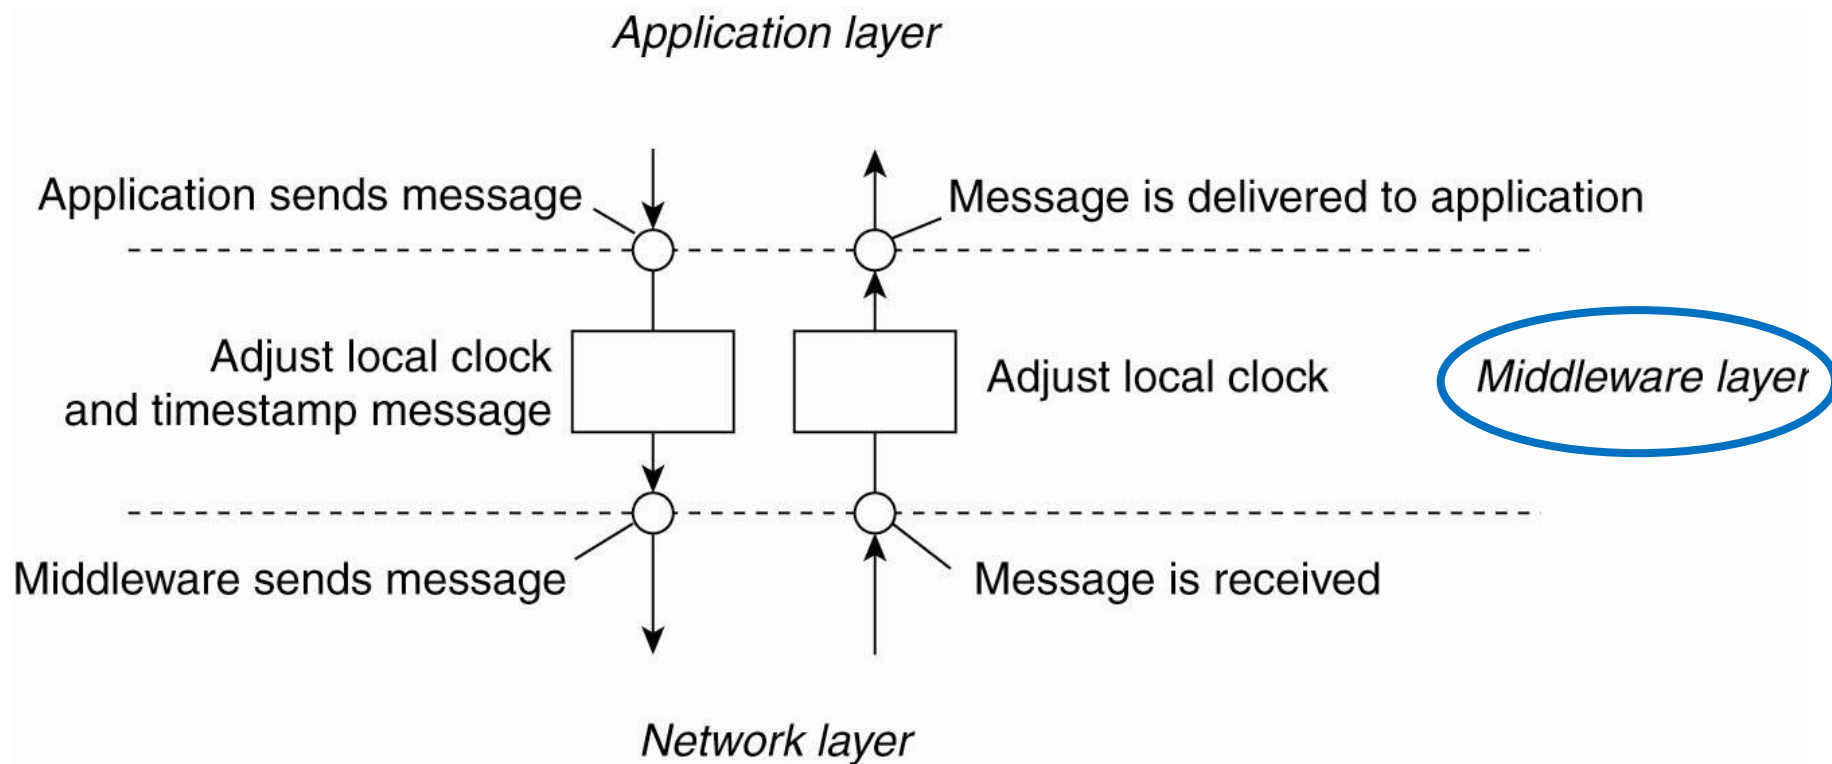 Application layer
Application sends message
Message is delivered to application
Adjust local clock
and timestamp message
Adjust local clock
Middleware layer
Middleware sends message
Message is received
Network layer